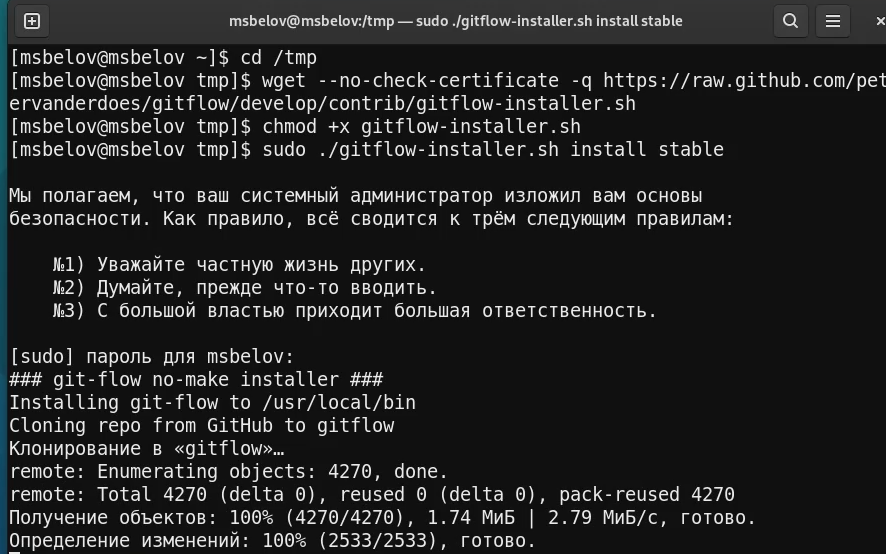 msbelov@msbelov:/tmp — sudo ./gitflow-installer.sh install stable
[msbelov@msbelov ~]$ cd /tmp
[msbelov@msbelov tmp]$ wget --no-check-certificate -q https://raw.github.com/pet
ervanderdoes/gitflow/develop/contrib/gitflow-installer.sh
[msbelov@msbelov tmp]$ chmod +x gitflow-installer.sh
[msbelov@msbelov tmp]$ sudo ./gitflow-installer.sh install stable
Мы полагаем, что ваш системный администратор изложил вам основы
безопасности. Как правило, всё сводится к трём следующим правилам:
№1) Уважайте частную жизнь других.
№2) Думайте, прежде что-то вводить.
№3) С большой властью приходит большая ответственность.
[sudo] пароль для msbelov:
### git-flow no-make installer ###
Installing git-flow to /usr/local/bin
Cloning repo from GitHub to gitflow
Клонирование в «gitflow»…
remote: Enumerating objects: 4270, done.
remote: Total 4270 (delta 0), reused 0 (delta 0), pack-reused 4270
Получение объектов: 100% (4270/4270), 1.74 МиБ | 2.79 МиБ/с, готово.
Определение изменений: 100% (2533/2533), готово.